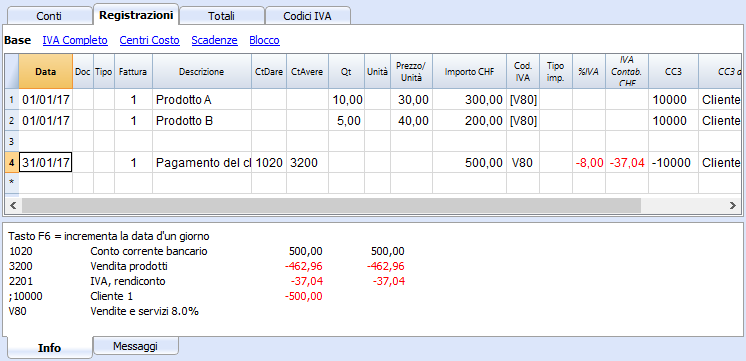 Conti Registrazioni Totali Codici IVA
Base IVA Completo Centri Costo Scadenze Blocco
Data Doc Tipo Fattura Descrizione CtDare CtAvere Qt Unità Prezzo/ Unità Importo CHF Cod. IVA Tipo imp. %IVA IVA Contab. CHF CC3 CC3 d
1 01/01/17 1 Prodotto A 10,00 30,00 300,00 [V80] 10000 Cliente
2 01/01/17 1 Prodotto B 5,00 40,00 200,00 [V80] 10000 Cliente
3
4 31/01/17 1 Pagamento del cl 1020 3200 500,00 V80 -8,00 -37,04 -10000 Cliente
*
Tasto F6 = incrementa la data d'un giorno
1020 Conto corrente bancario 500,00 500,00
3200 Vendita prodotti -462,96 -462,96
2201 IVA, rendiconto -37,04 -37,04
;10000 Cliente 1 -500,00
V80 Vendite e servizi 8.0%
Info Messaggi